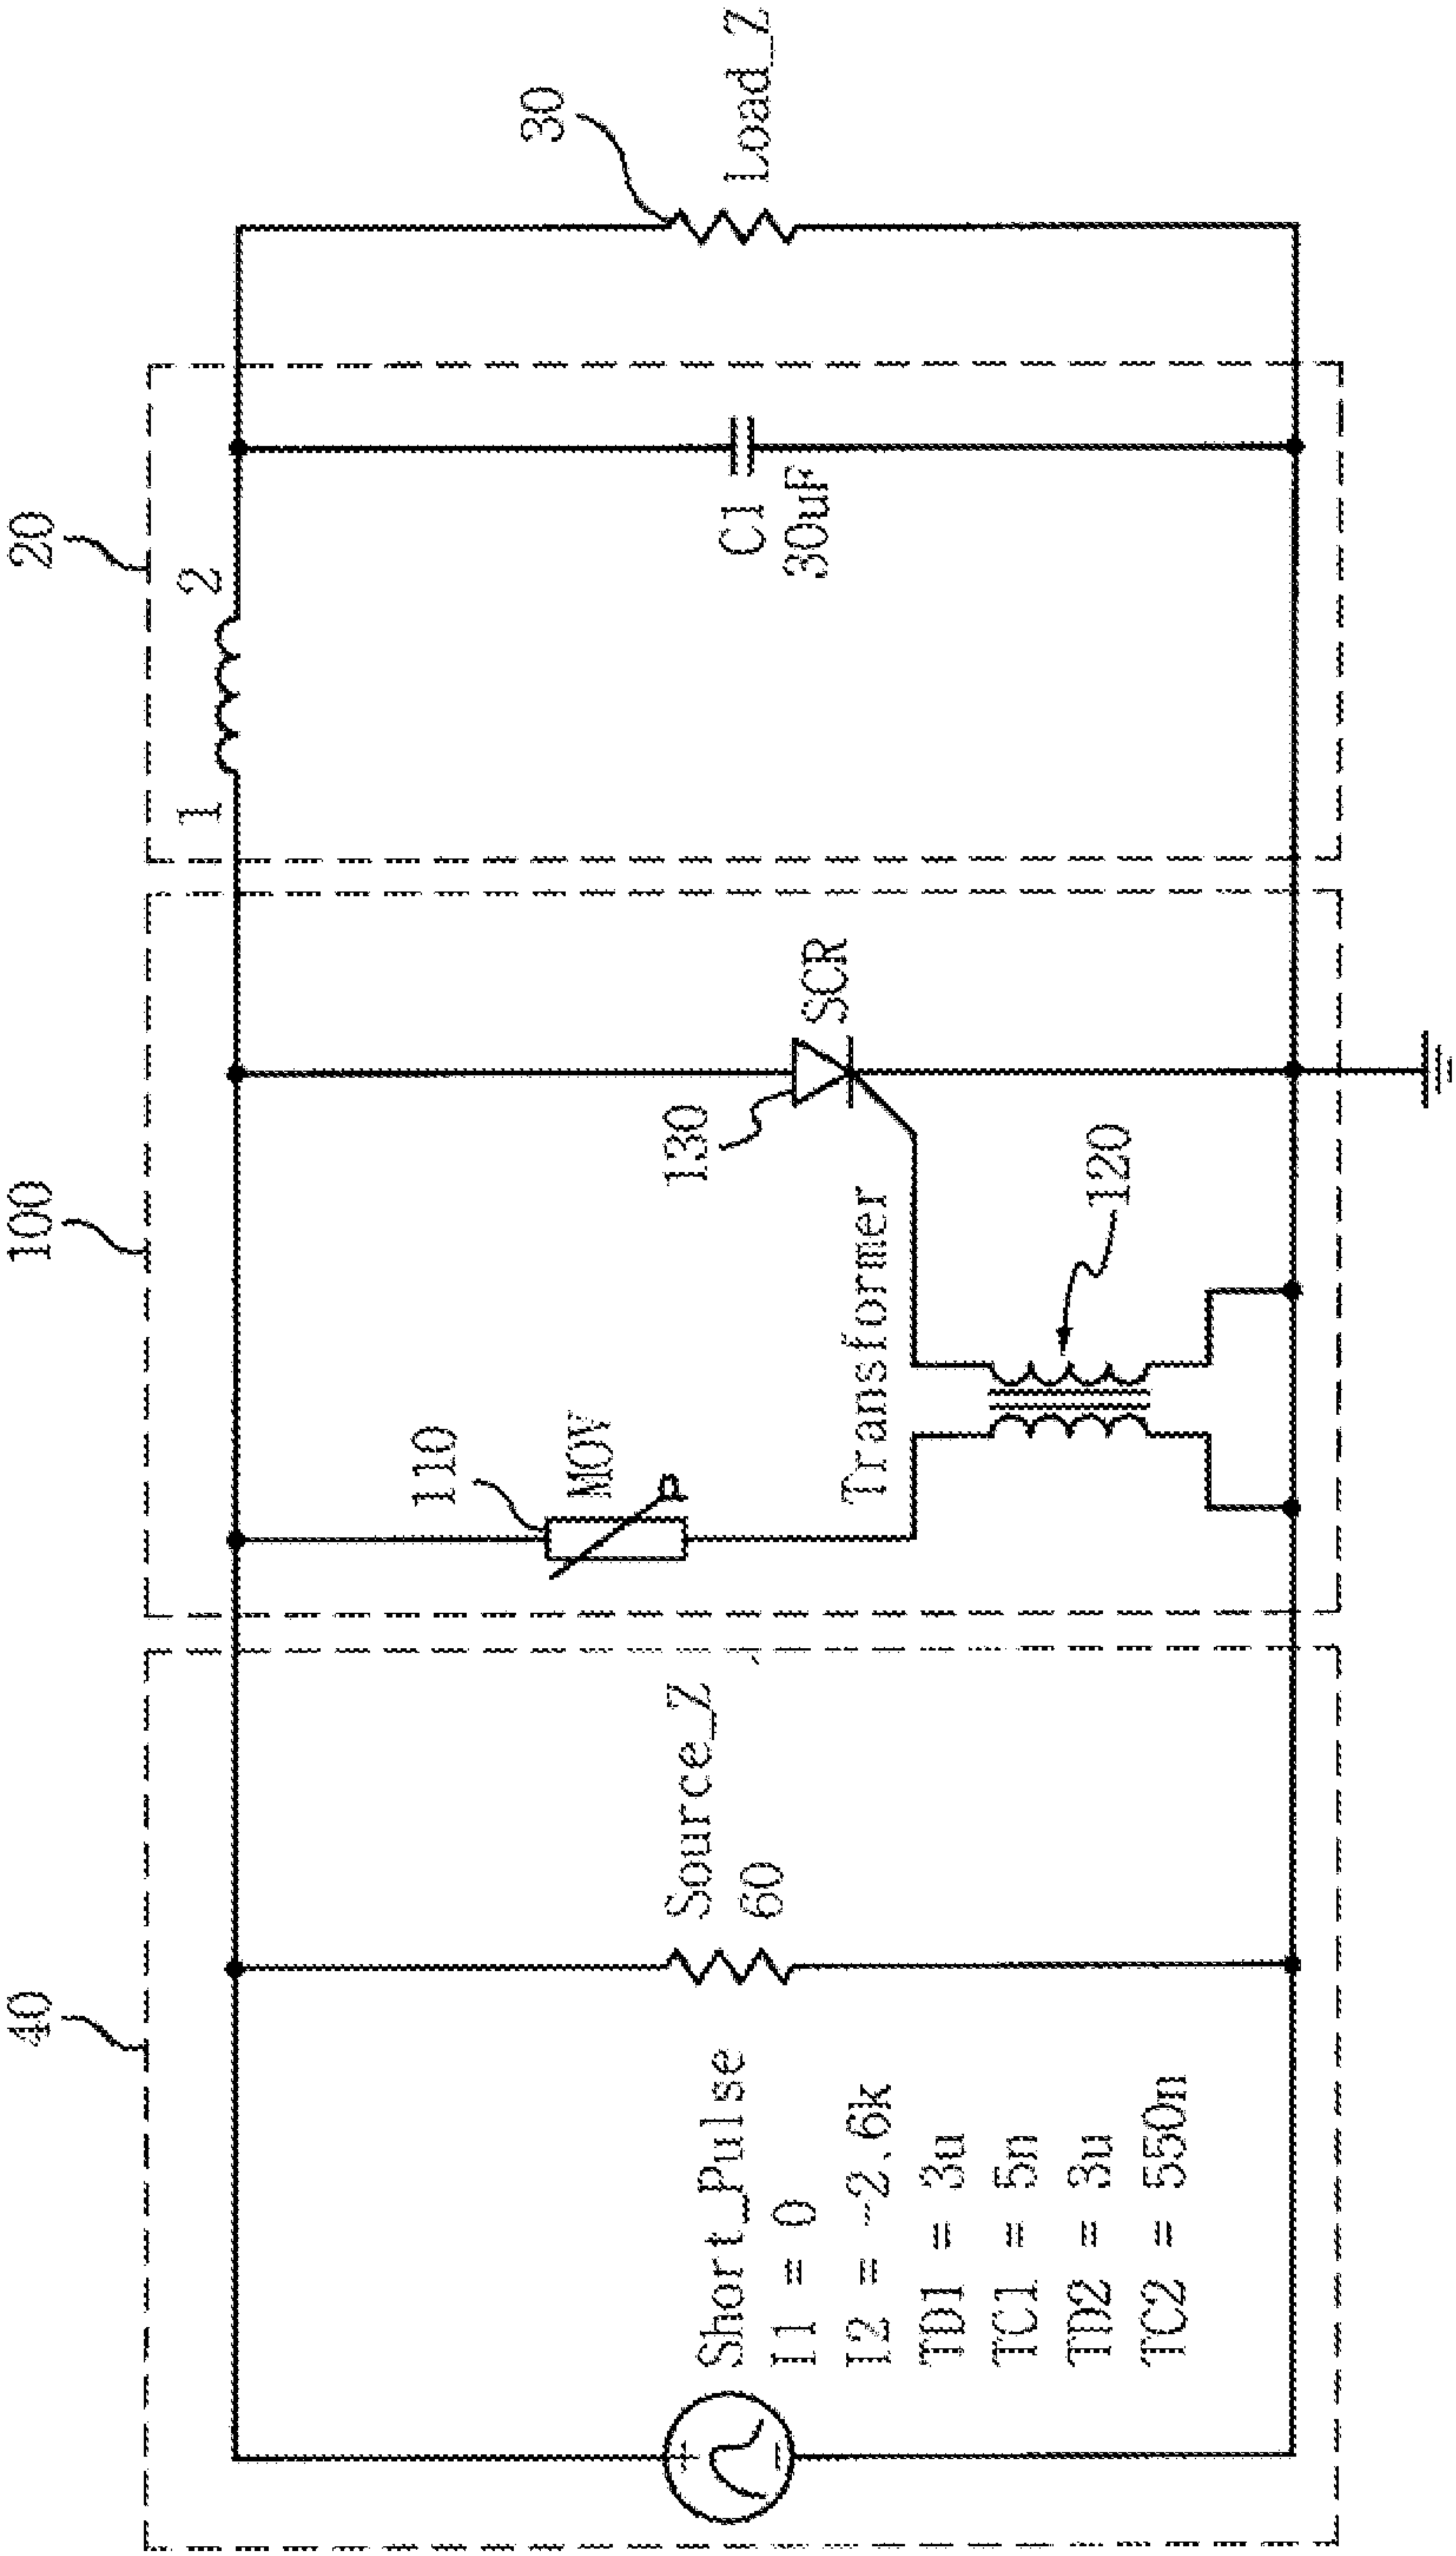 40
100
20
30
Short_Pulse
I1 = 0
I2 = -2.6k
TD1 = 3u
TC1 = 5n
TD2 = 3u
TC2 = 550n
Source_Z
60
110
MOV
Transformer
120
130
SCR
1
2
C1
30uF
Load_Z